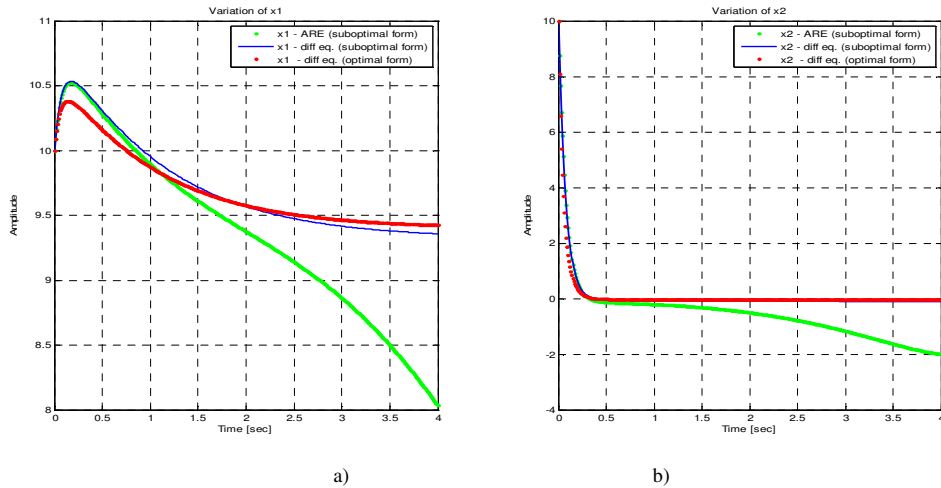 Variation of x1
x1 - ARE (suboptimal form)
x1 - diff eq. (suboptimal form)
x1 - diff eq. (optimal form)
11
10.5
10
9.5
9
8.5
8
Amplitude
0 0.5 1 1.5 2 2.5 3 3.5 4
Time [sec]
a)
Variation of x2
x2 - ARE (suboptimal form)
x2 - diff eq. (suboptimal form)
x2 - diff eq. (optimal form)
10
8
6
4
2
0
-2
-4
Amplitude
0 0.5 1 1.5 2 2.5 3 3.5 4
Time [sec]
b)